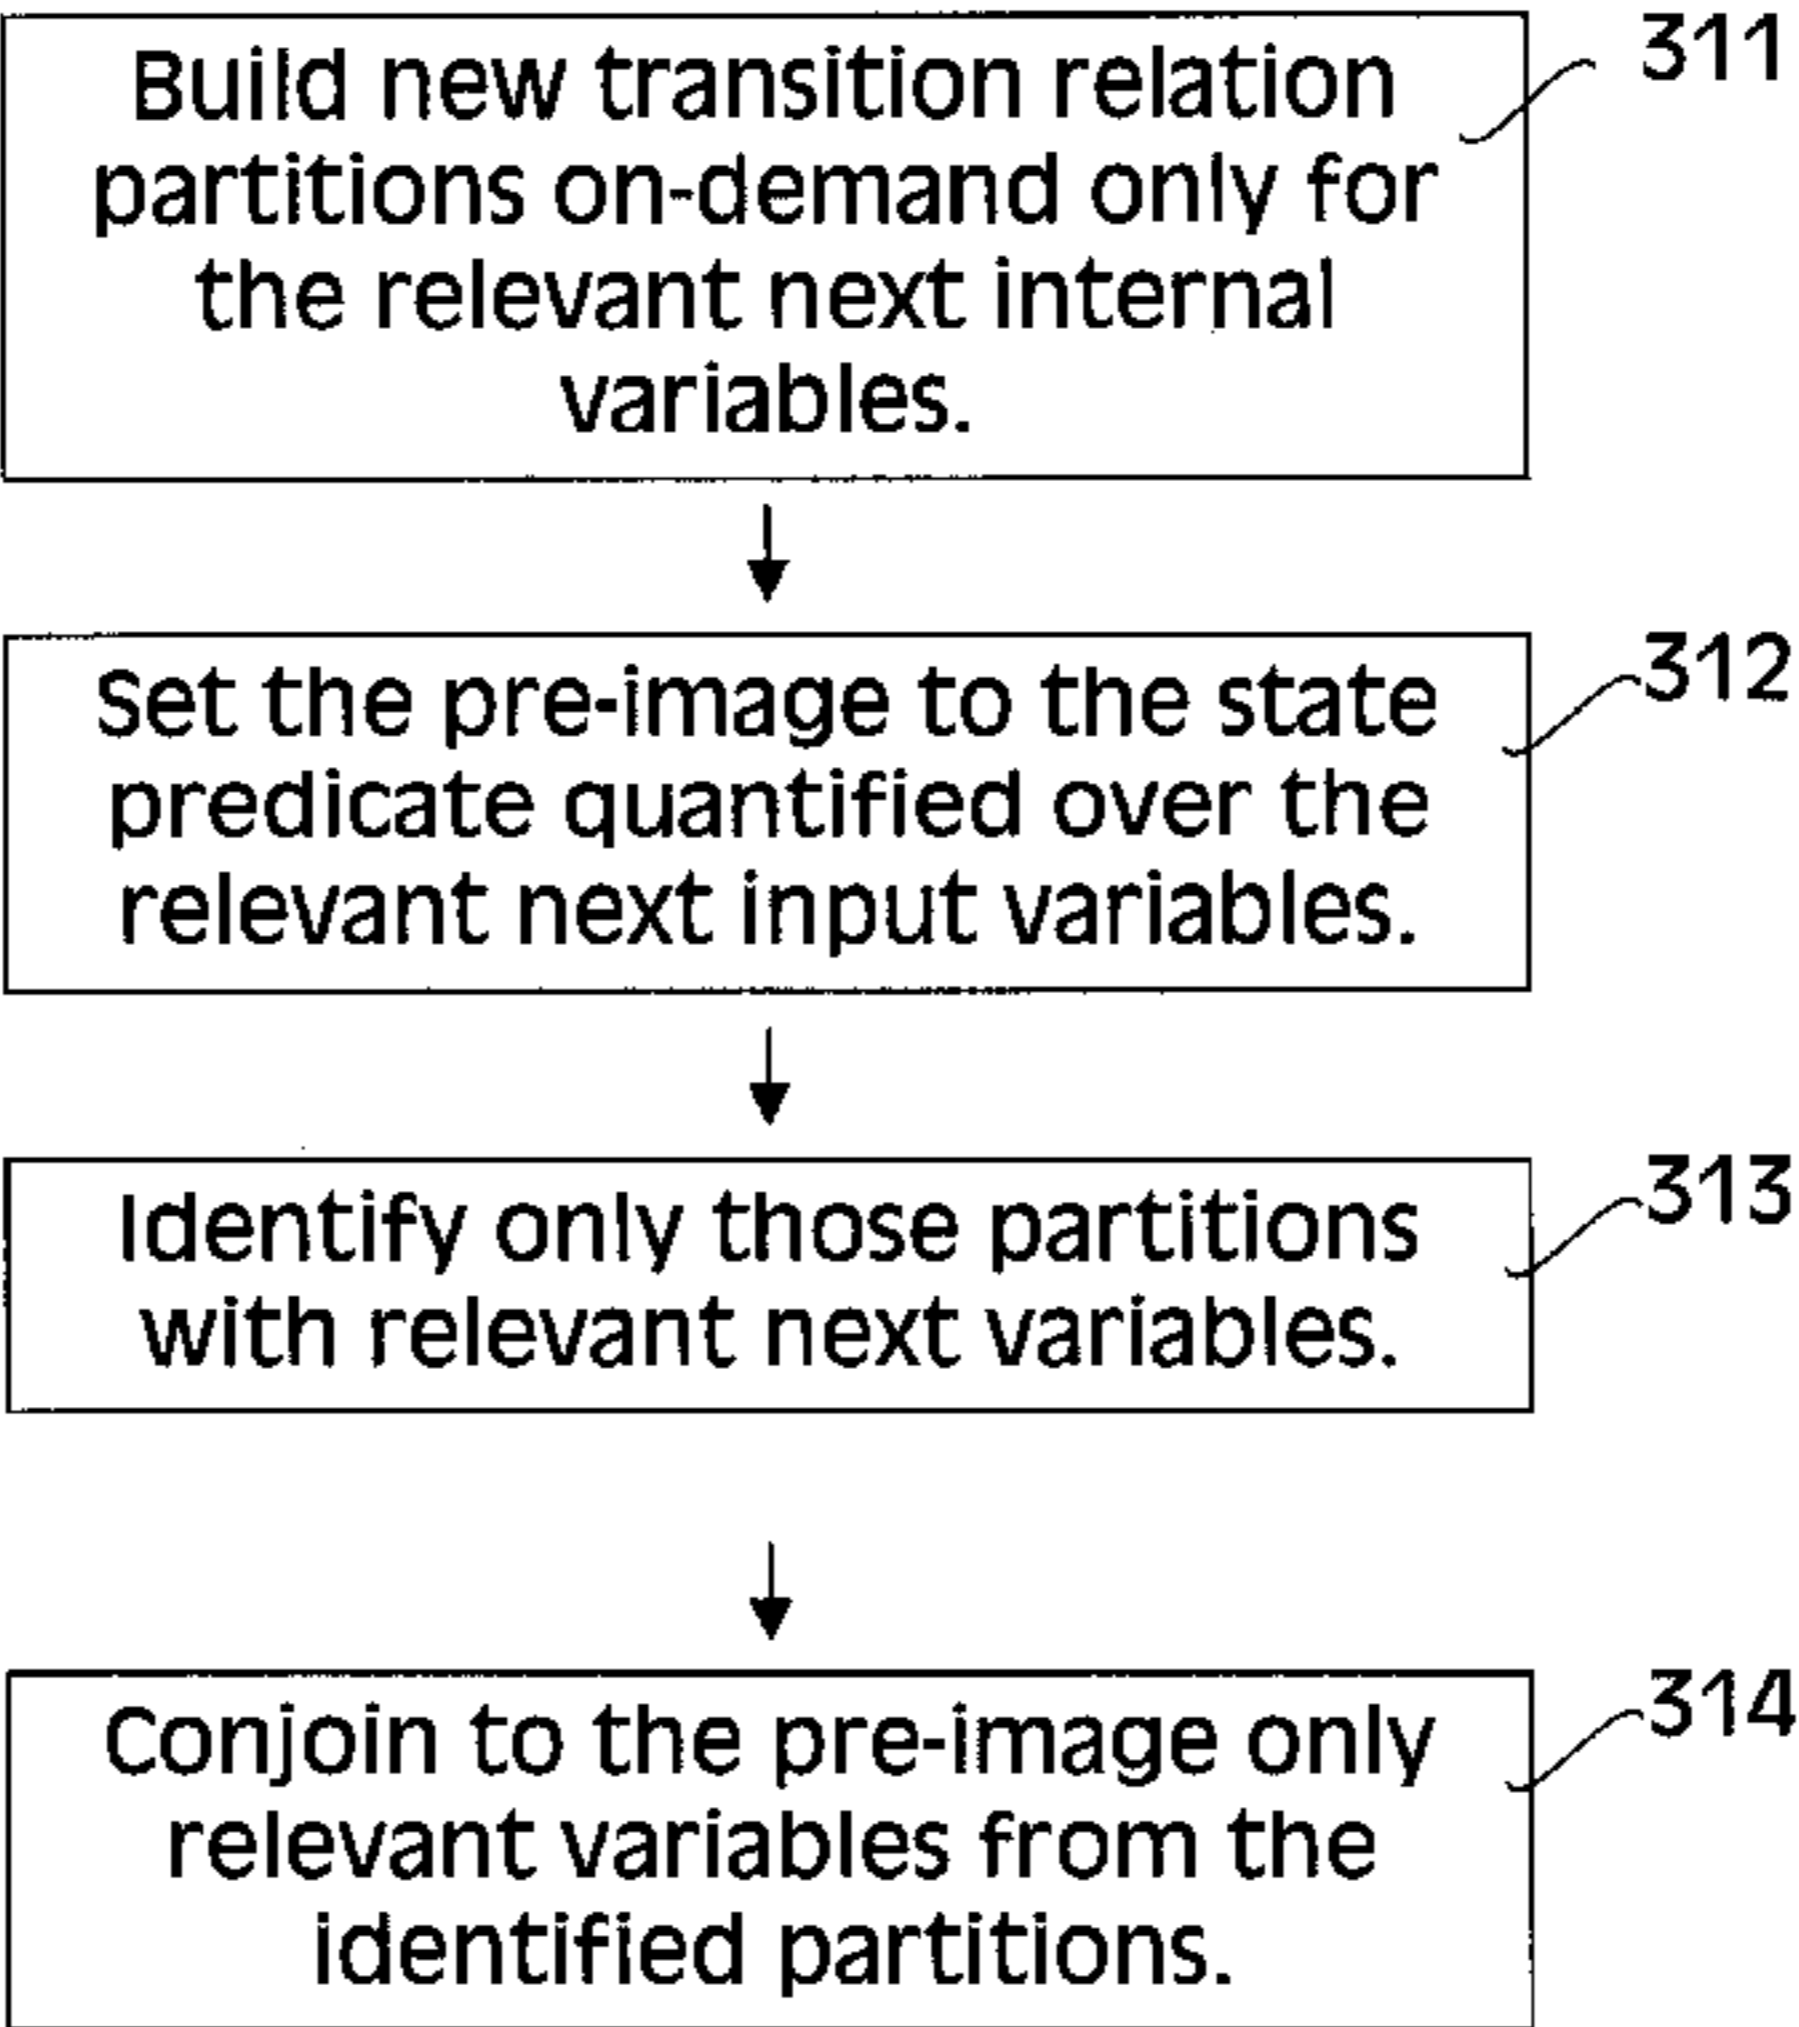 Build new transition relation
partitions on-demand only for
the relevant next internal
variables.
311
Set the pre-image to the state
predicate quantified over the
relevant next input variables.
312
Identify only those partitions
with relevant next variables.
313
Conjoin to the pre-image only
relevant variables from the
identified partitions.
314